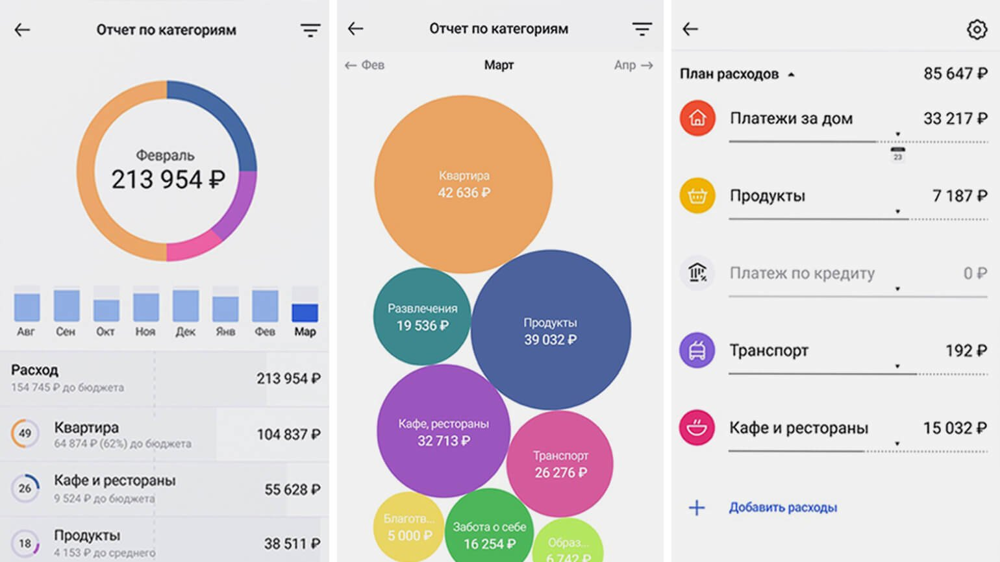 Отчет по категориям
Февраль
213 954 ₽
Авг Сен Окт Ноя Дек Янв Фев Мар
Расход
213 954 ₽
154 745 ₽ до бюджета
49
Квартира
104 837 ₽
64 874 ₽ (62%) до бюджета
26
Кафе и рестораны
55 628 ₽
9 524 ₽ до бюджета
18
Продукты
38 511 ₽
4 153 ₽ до среднего
Отчет по категориям
← Фев
Март
Апр →
Квартира
42 636 ₽
Развлечения
19 536 ₽
Продукты
39 032 ₽
Кафе, рестораны
32 713 ₽
Транспорт
26 276 ₽
Благотв...
5 000 ₽
Забота о себе
16 254 ₽
Образ...
6 742 ₽
План расходов
85 647 ₽
Платежи за дом
33 217 ₽
23
Продукты
7 187 ₽
Платеж по кредиту
0 ₽
Транспорт
192 ₽
Кафе и рестораны
15 032 ₽
+ Добавить расходы